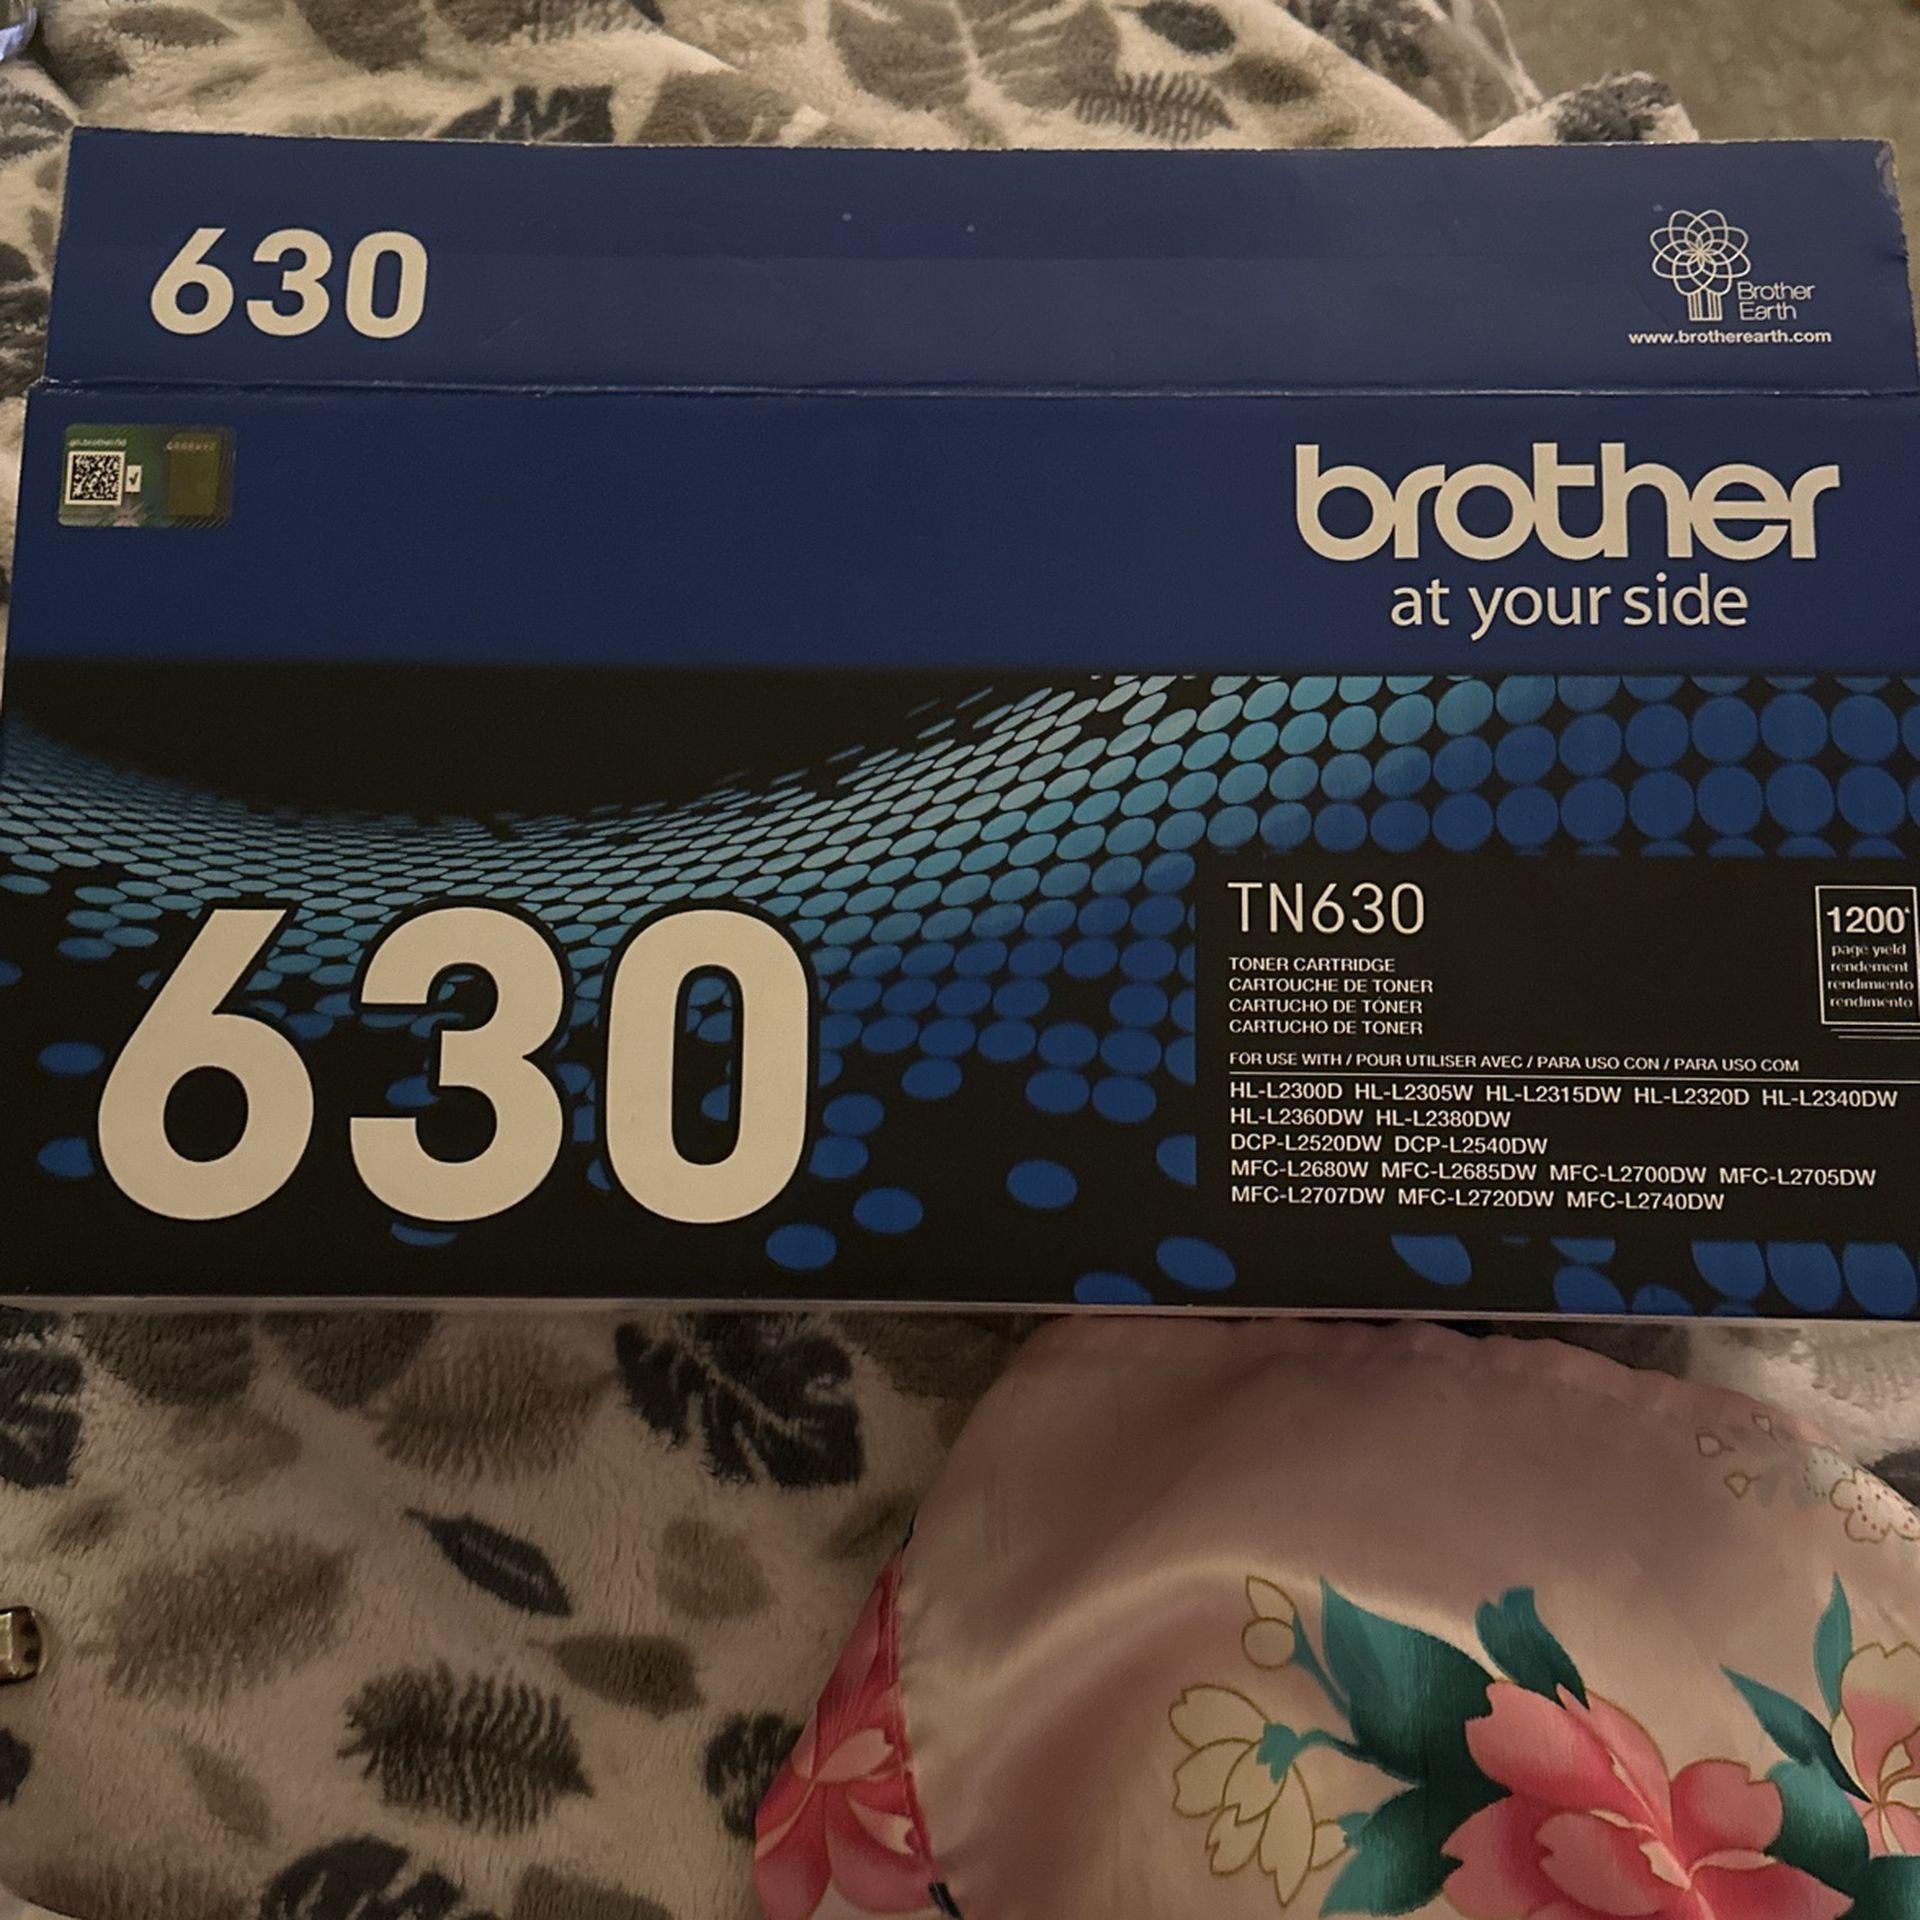 630
Brother
Earth
www.brotherearth.com
brother
at your side
630
TN630
TONER CARTRIDGE
CARTOUCHE DE TONER
CARTUCHO DE TÓNER
CARTUCHO DE TONER
1200*
page yield
rendement
rendimiento
rendimento
FOR USE WITH / POUR UTILISER AVEC / PARA USO CON / PARA USO COM
HL-L2300D HL-L2305W HL-L2315DW HL-L2320D HL-L2340DW
HL-L2360DW HL-L2380DW
DCP-L2520DW DCP-L2540DW
MFC-L2680W MFC-L2685DW MFC-L2700DW MFC-L2705DW
MFC-L2707DW MFC-L2720DW MFC-L2740DW